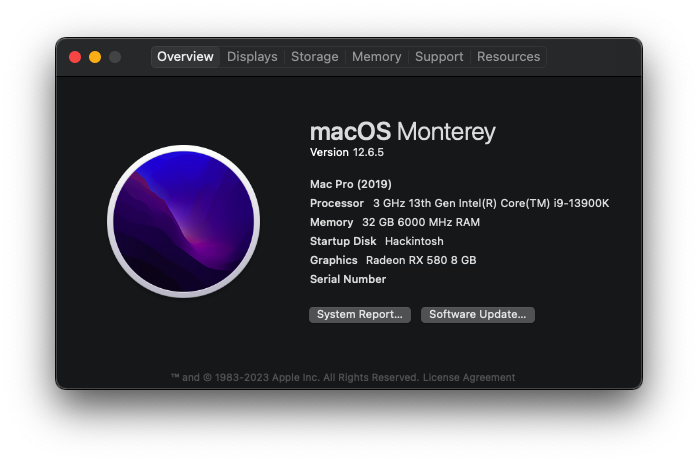 Overview Displays Storage Memory Support Resources
macOS Monterey
Version 12.6.5
Mac Pro (2019)
Processor 3 GHz 13th Gen Intel(R) Core(TM) i9-13900K
Memory 32 GB 6000 MHz RAM
Startup Disk Hackintosh
Graphics Radeon RX 580 8 GB
Serial Number
System Report... Software Update...
™ and © 1983-2023 Apple Inc. All Rights Reserved. License Agreement